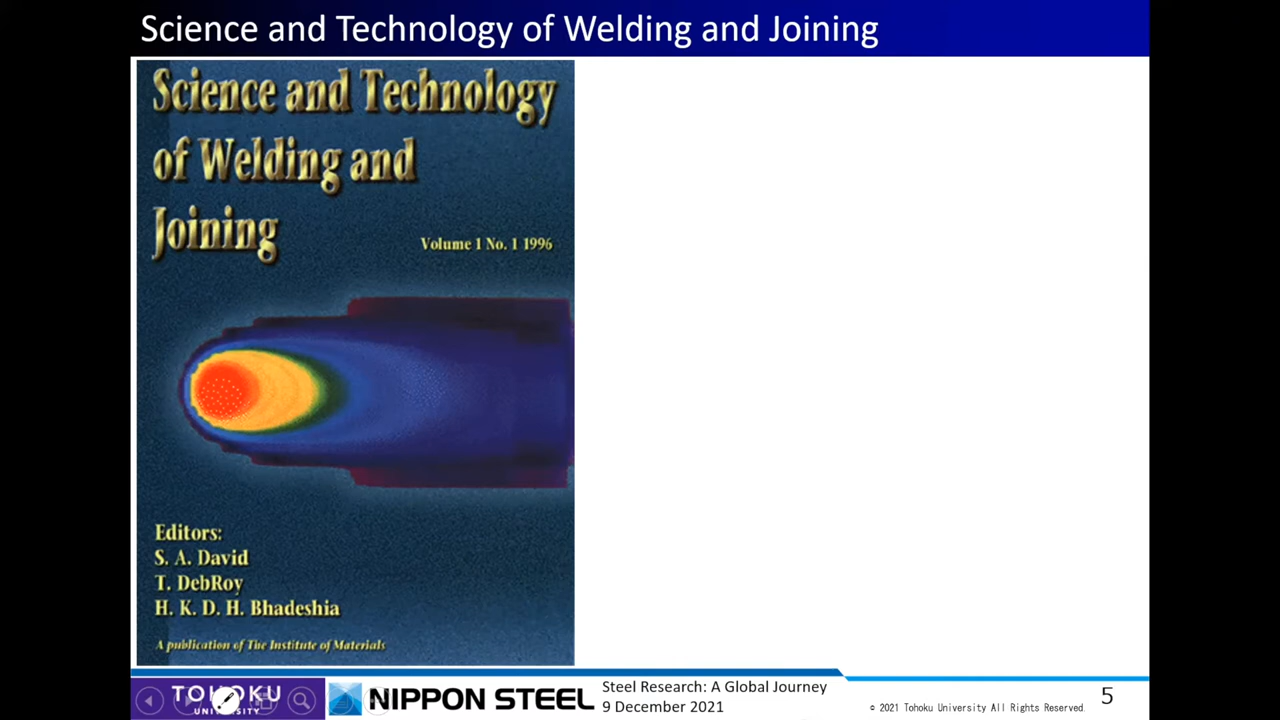 Science and Technology of Welding and Joining
Science and Technology
of Welding and
Joining
Volume 1 No. 1 1996
Editors:
S. A. David
T. DebRoy
H. K. D. H. Bhadeshia
A publication of The Institute of Materials
TOHOKU
UNIVERSITY
NIPPON STEEL
Steel Research: A Global Journey
9 December 2021
© 2021 Tohoku University All Rights Reserved.
5